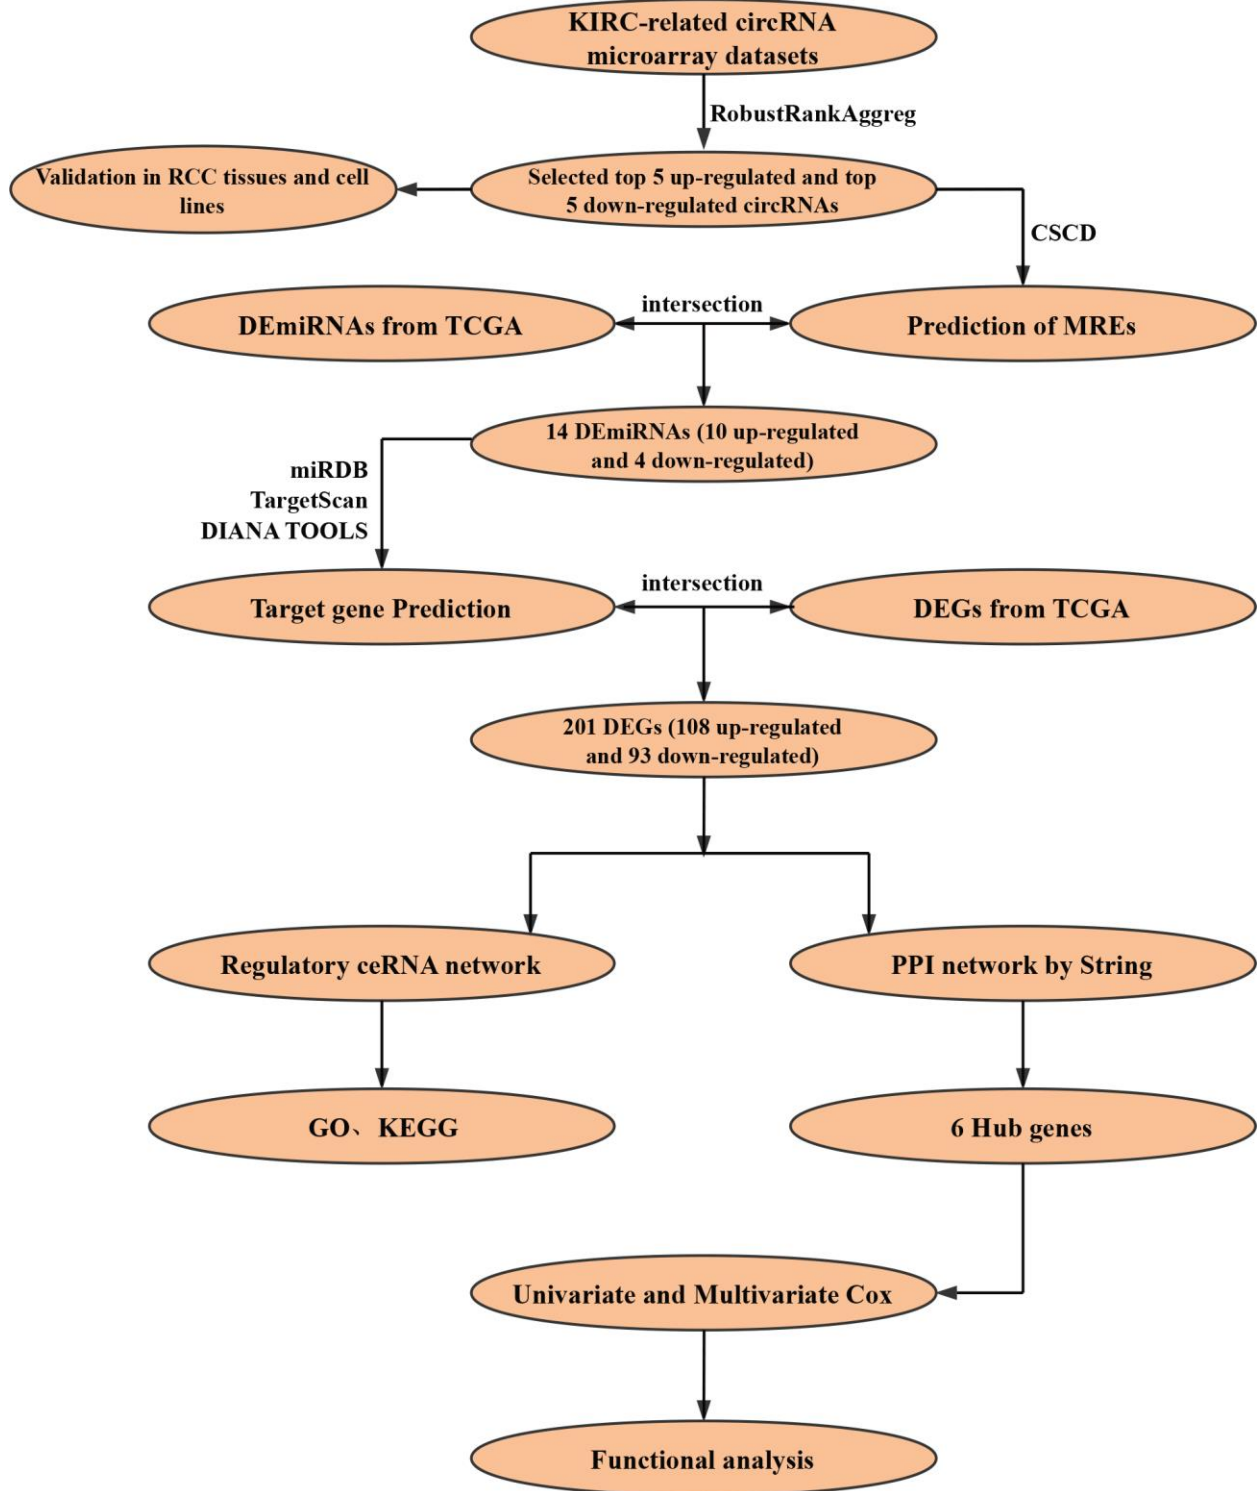 KIRC-related circRNA
microarray datasets
RobustRankAggreg
Validation in RCC tissues and cell
lines
Selected top 5 up-regulated and top
5 down-regulated circRNAs
CSCD
DEmiRNAs from TCGA
intersection
Prediction of MREs
14 DEmiRNAs (10 up-regulated
and 4 down-regulated)
miRDB
TargetScan
DIANA TOOLS
Target gene Prediction
intersection
DEGs from TCGA
201 DEGs (108 up-regulated
and 93 down-regulated)
Regulatory ceRNA network
PPI network by String
GO、KEGG
6 Hub genes
Univariate and Multivariate Cox
Functional analysis